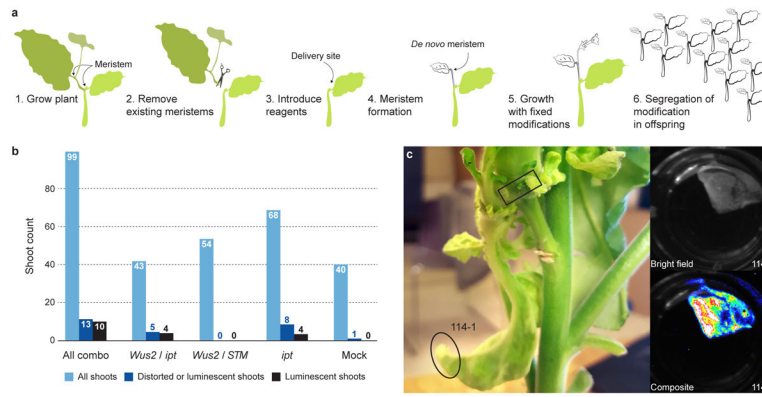 a
Meristem
1. Grow plant
2. Remove
existing meristems
Delivery site
3. Introduce
reagents
De novo meristem
4. Meristem
formation
5. Growth
with fixed
modifications
6. Segregation of
modification
in offspring
b
Shoot count
80
60
40
20
0
99
13
10
43
5
4
54
0
0
68
8
4
40
1
0
All combo
Wus2 / ipt
Wus2 / STM
ipt
Mock
All shoots
Distorted or luminescent shoots
Luminescent shoots
c
114-1
Bright field
114
Composite
114